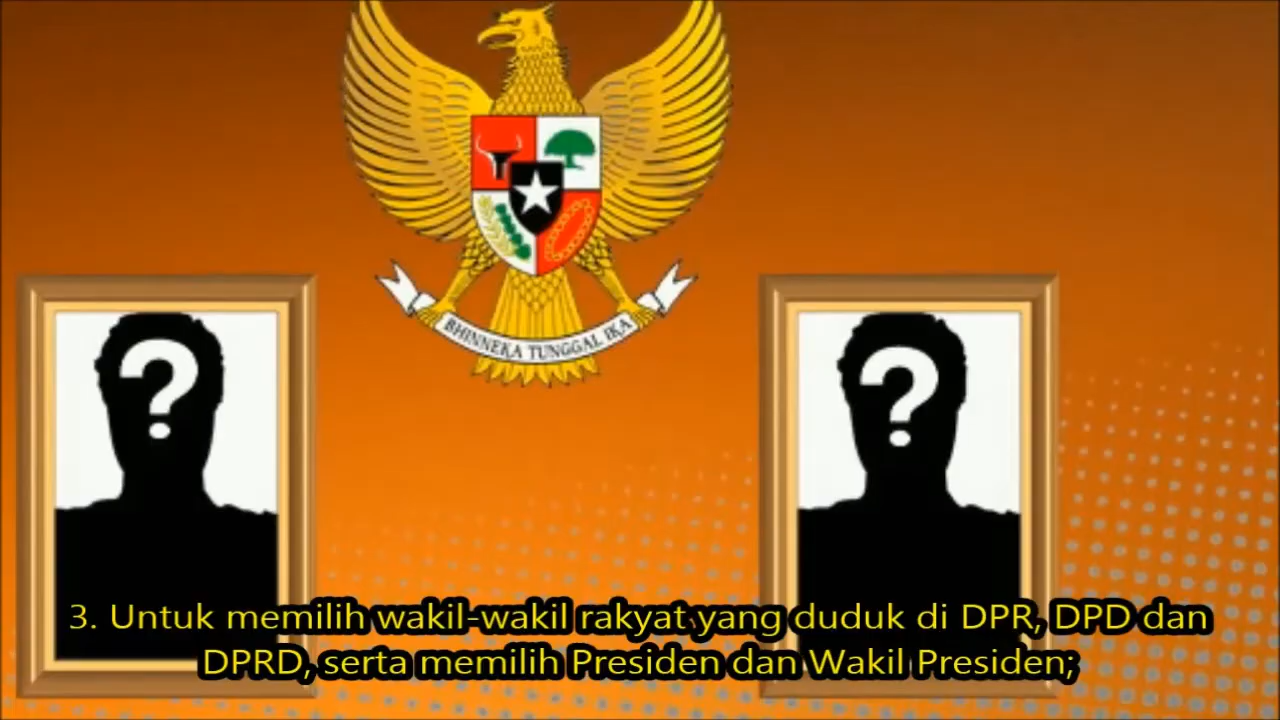 BHINNEKA TUNGGAL IKA
?
?
3. Untuk memilih wakil-wakil rakyat yang duduk di DPR, DPD dan
DPRD, serta memilih Presiden dan Wakil Presiden;